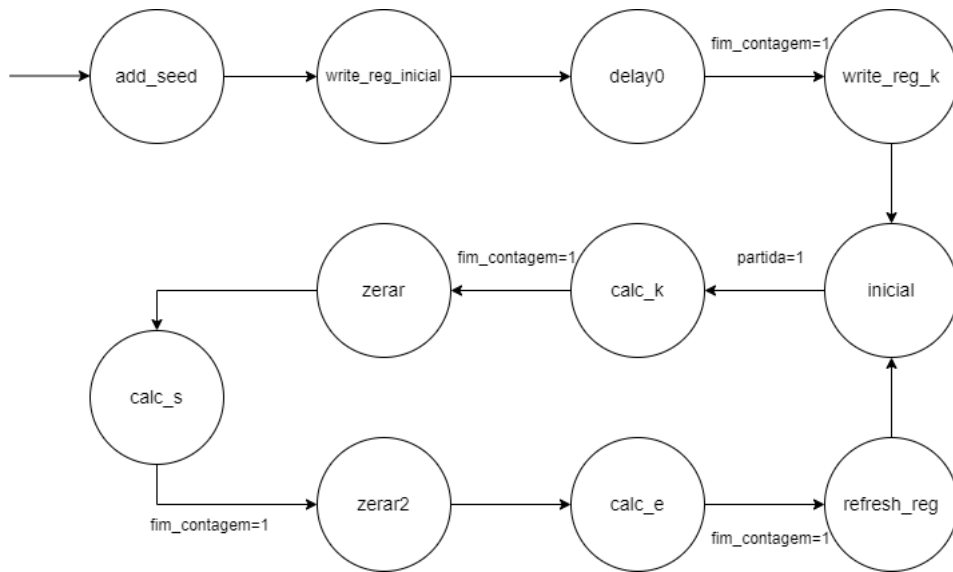 fim_contagem=1
add_seed
write_reg_inicial
delay0
write_reg_k
fim_contagem=1
partida=1
zerar
calc_k
inicial
calc_s
fim_contagem=1
zerar2
calc_e
refresh_reg
fim_contagem=1